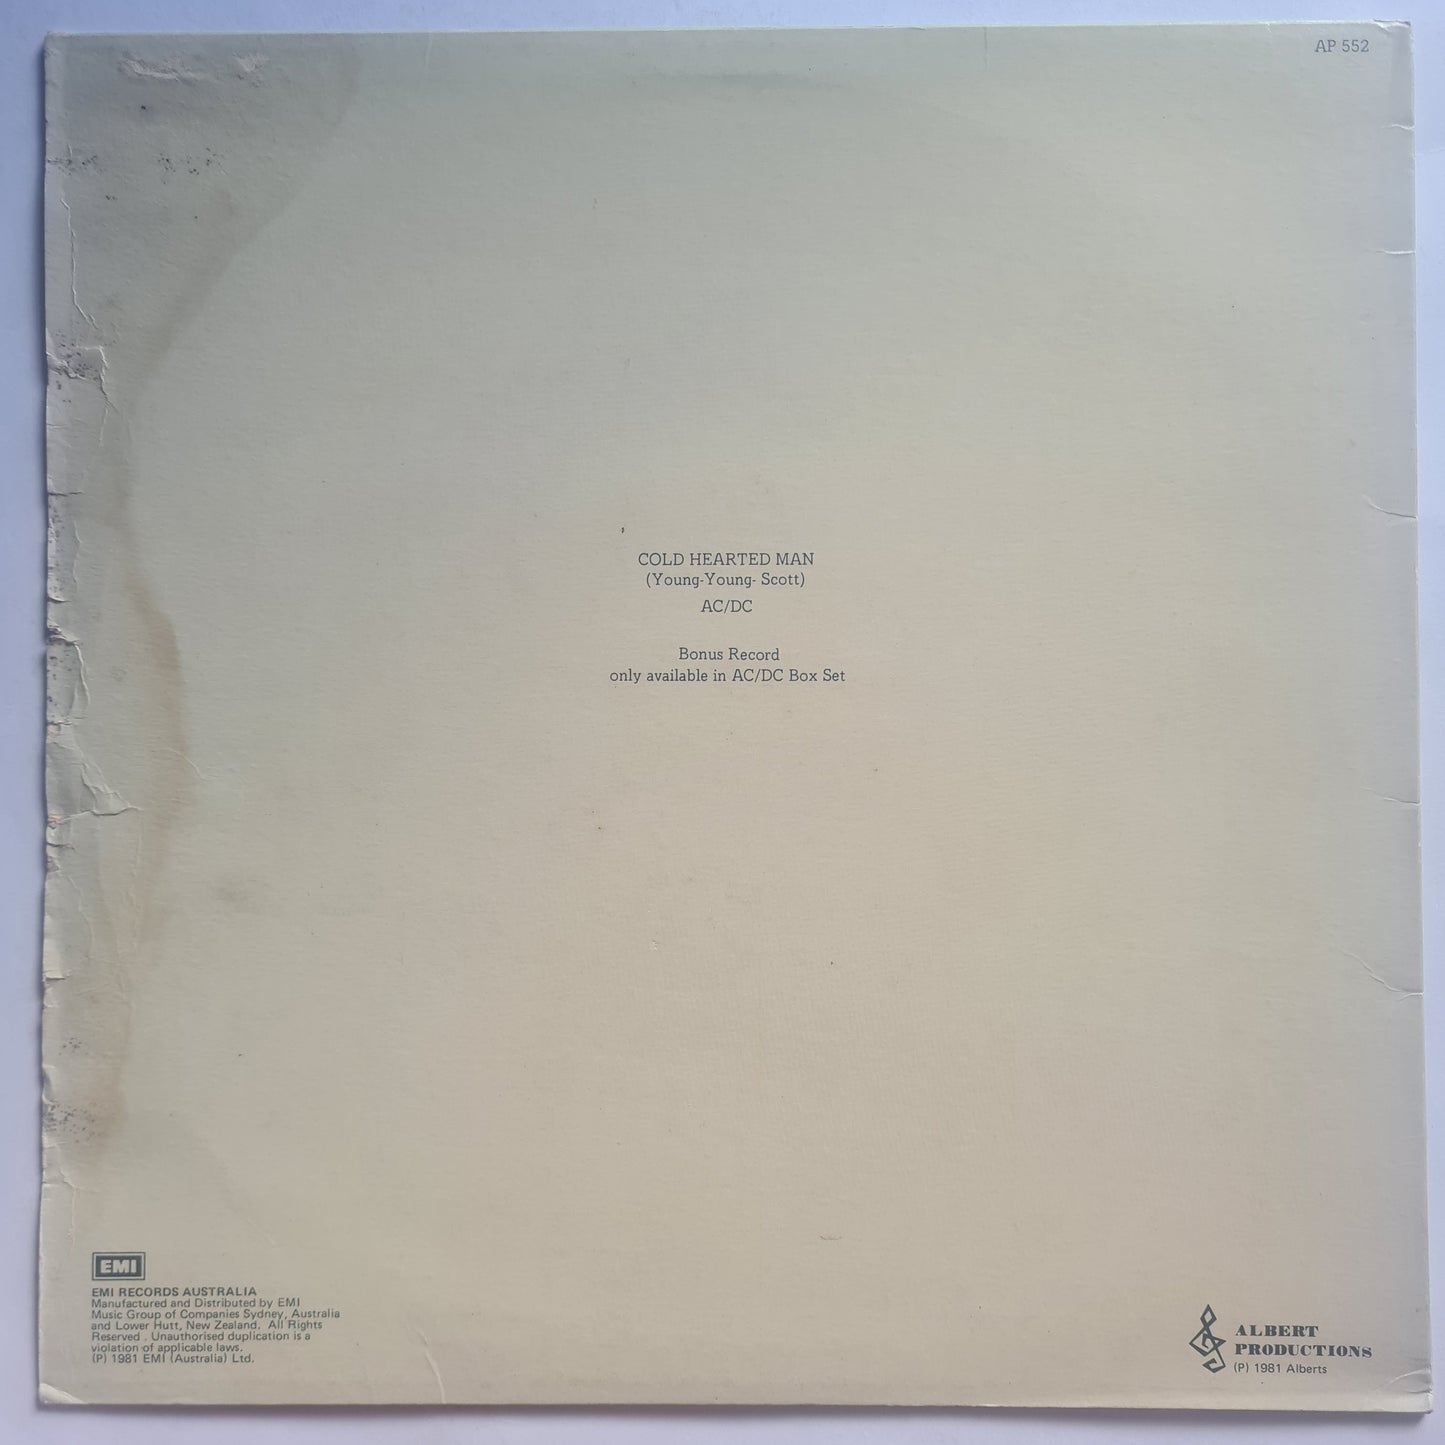 AP 552
COLD HEARTED MAN
(Young-Young- Scott)
AC/DC
Bonus Record
only available in AC/DC Box Set
EMI
EMI RECORDS AUSTRALIA
Manufactured and Distributed by EMI
Music Group of Companies Sydney, Australia
and Lower Hutt, New Zealand. All Rights
Reserved . Unauthorised duplication is a
violation of applicable laws.
(P) 1981 EMI (Australia) Ltd.
ALBERT
PRODUCTIONS
(P) 1981 Alberts